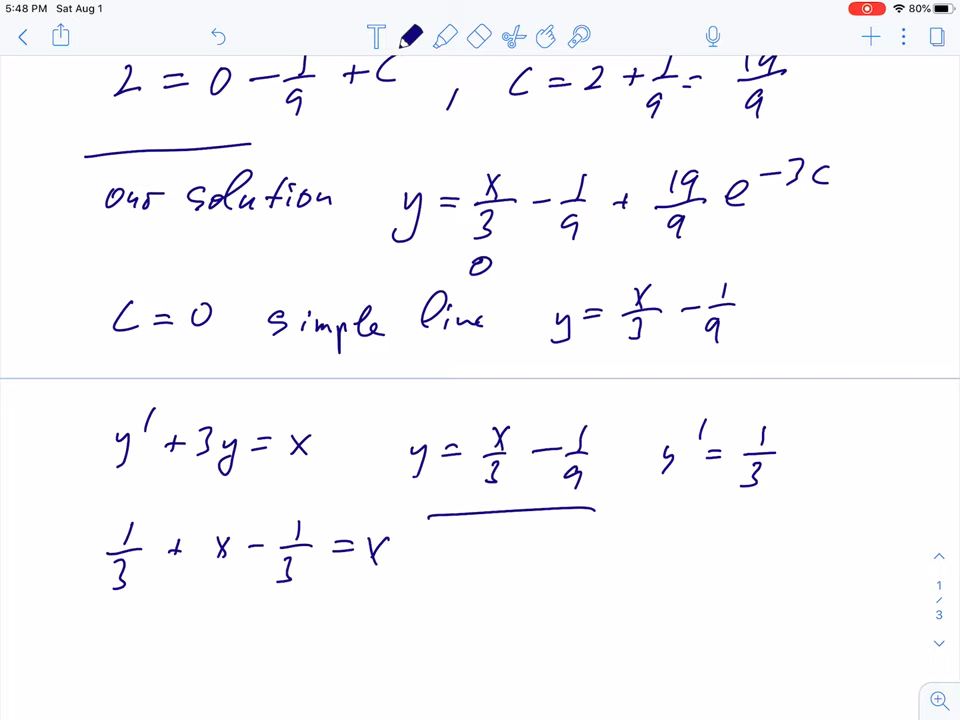 5:48 PM Sat Aug 1 80%
2 = 0 - 1/9 + C , C = 2 + 1/9 = 19/9
our solution y = x/3 - 1/9 + 19/9 e^{-3c}
0
C = 0 simple line y = x/3 - 1/9
y' + 3y = x y = x/3 - 1/9 y' = 1/3
1/3 + x - 1/3 = x
1
/
3